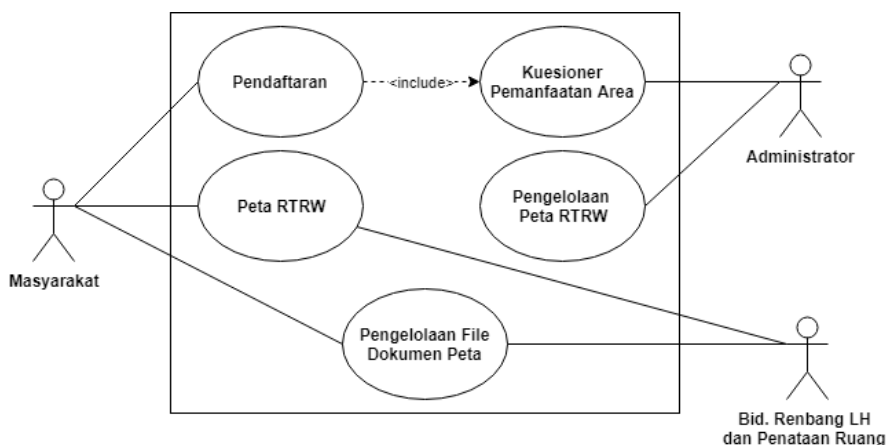 Pendaftaran
<include>
Kuesioner
Pemanfaatan Area
Administrator
Peta RTRW
Pengelolaan
Peta RTRW
Masyarakat
Pengelolaan File
Dokumen Peta
Bid. Renbang LH
dan Penataan Ruang